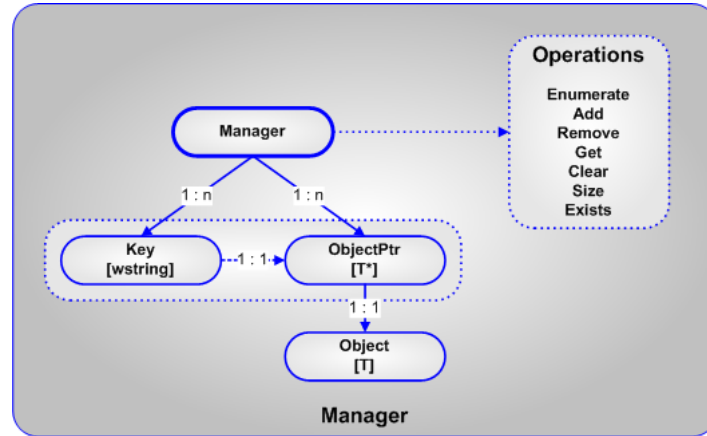 Operations
Enumerate
Add
Remove
Get
Clear
Size
Exists
Manager
1 : n
1 : n
Key
[wstring]
1 : 1
ObjectPtr
[T*]
1 : 1
Object
[T]
Manager